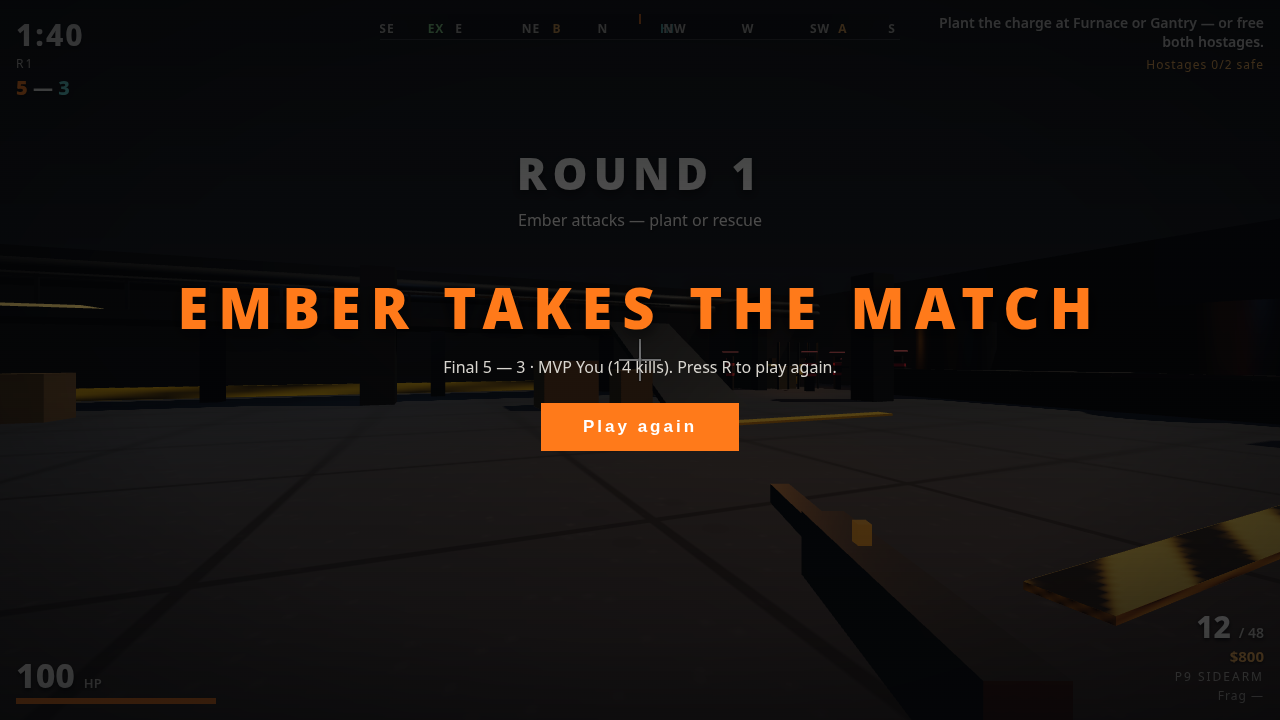 1:40
R1
5 — 3
SE EX E NE B N NW W SW A S
Plant the charge at Furnace or Gantry — or free
both hostages.
Hostages 0/2 safe
ROUND 1
Ember attacks — plant or rescue
EMBER TAKES THE MATCH
Final 5 — 3 · MVP You (14 kills). Press R to play again.
Play again
100 HP
12 / 48
$800
P9 SIDEARM
Frag —